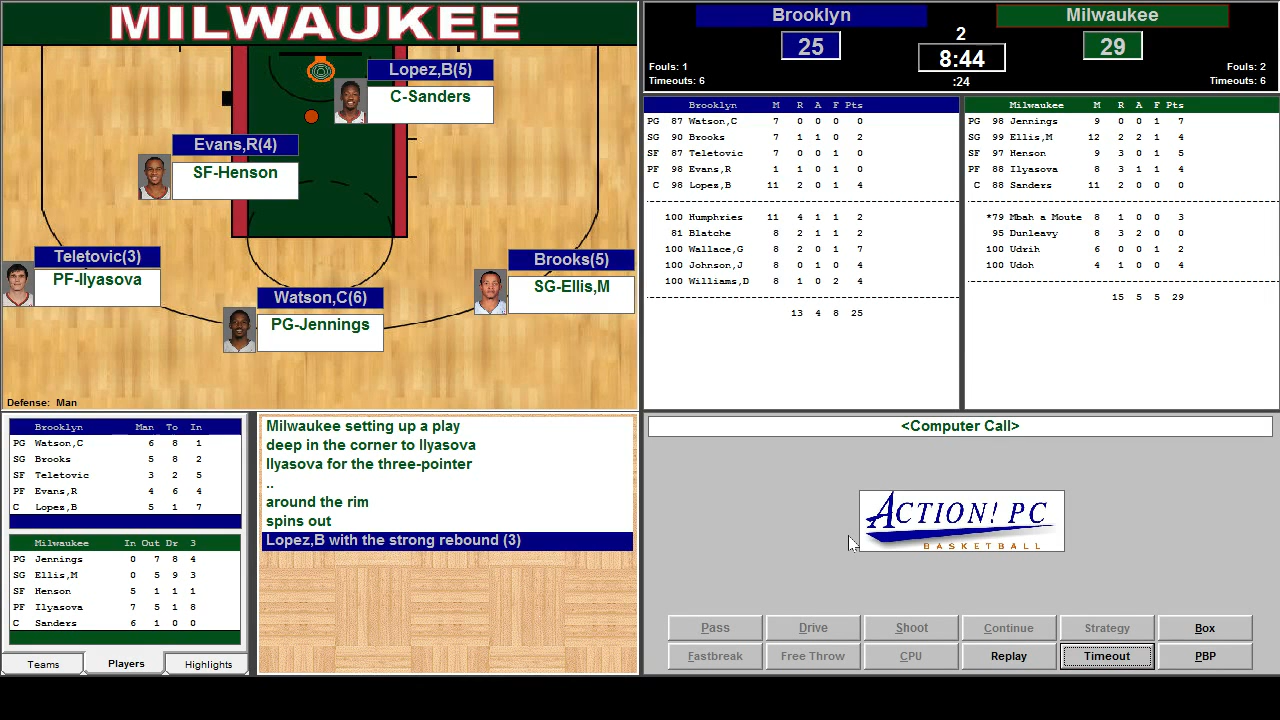 MILWAUKEE
Lopez,B(5)
C-Sanders
Evans,R(4)
SF-Henson
Teletovic(3)
PF-Ilyasova
Brooks(5)
SG-Ellis,M
Watson,C(6)
PG-Jennings
Defense: Man
Brooklyn 2 Milwaukee
25 8:44 29
Fouls: 1 Fouls: 2
Timeouts: 6 :24 Timeouts: 6
Brooklyn M R A F Pts
PG 87 Watson,C 7 0 0 0 0
SG 90 Brooks 7 1 1 0 2
SF 87 Teletovic 7 0 0 1 0
PF 98 Evans,R 1 1 0 1 0
C 98 Lopez,B 11 2 0 1 4
100 Humphries 11 4 1 1 2
81 Blatche 8 2 1 1 2
100 Wallace,G 8 2 0 1 7
100 Johnson,J 8 0 1 0 4
100 Williams,D 8 1 0 2 4
13 4 8 25
Milwaukee M R A F Pts
PG 98 Jennings 9 0 0 1 7
SG 99 Ellis,M 12 2 2 1 4
SF 97 Henson 9 3 0 1 5
PF 88 Ilyasova 8 3 1 1 4
C 88 Sanders 11 2 0 0 0
*79 Mbah a Moute 8 1 0 0 3
95 Dunleavy 8 3 2 0 0
100 Udrih 6 0 0 1 2
100 Udoh 4 1 0 0 4
15 5 5 29
Brooklyn Man To In
PG Watson,C 6 8 1
SG Brooks 5 8 2
SF Teletovic 3 2 5
PF Evans,R 4 6 4
C Lopez,B 5 1 7
Milwaukee In Out Dr 3
PG Jennings 0 7 8 4
SG Ellis,M 0 5 9 3
SF Henson 5 1 1 1
PF Ilyasova 7 5 1 8
C Sanders 6 1 0 0
Teams Players Highlights
Milwaukee setting up a play
deep in the corner to Ilyasova
Ilyasova for the three-pointer
..
around the rim
spins out
Lopez,B with the strong rebound (3)
<Computer Call>
ACTION! PC
BASKETBALL
Pass Drive Shoot Continue Strategy Box
Fastbreak Free Throw CPU Replay Timeout PBP